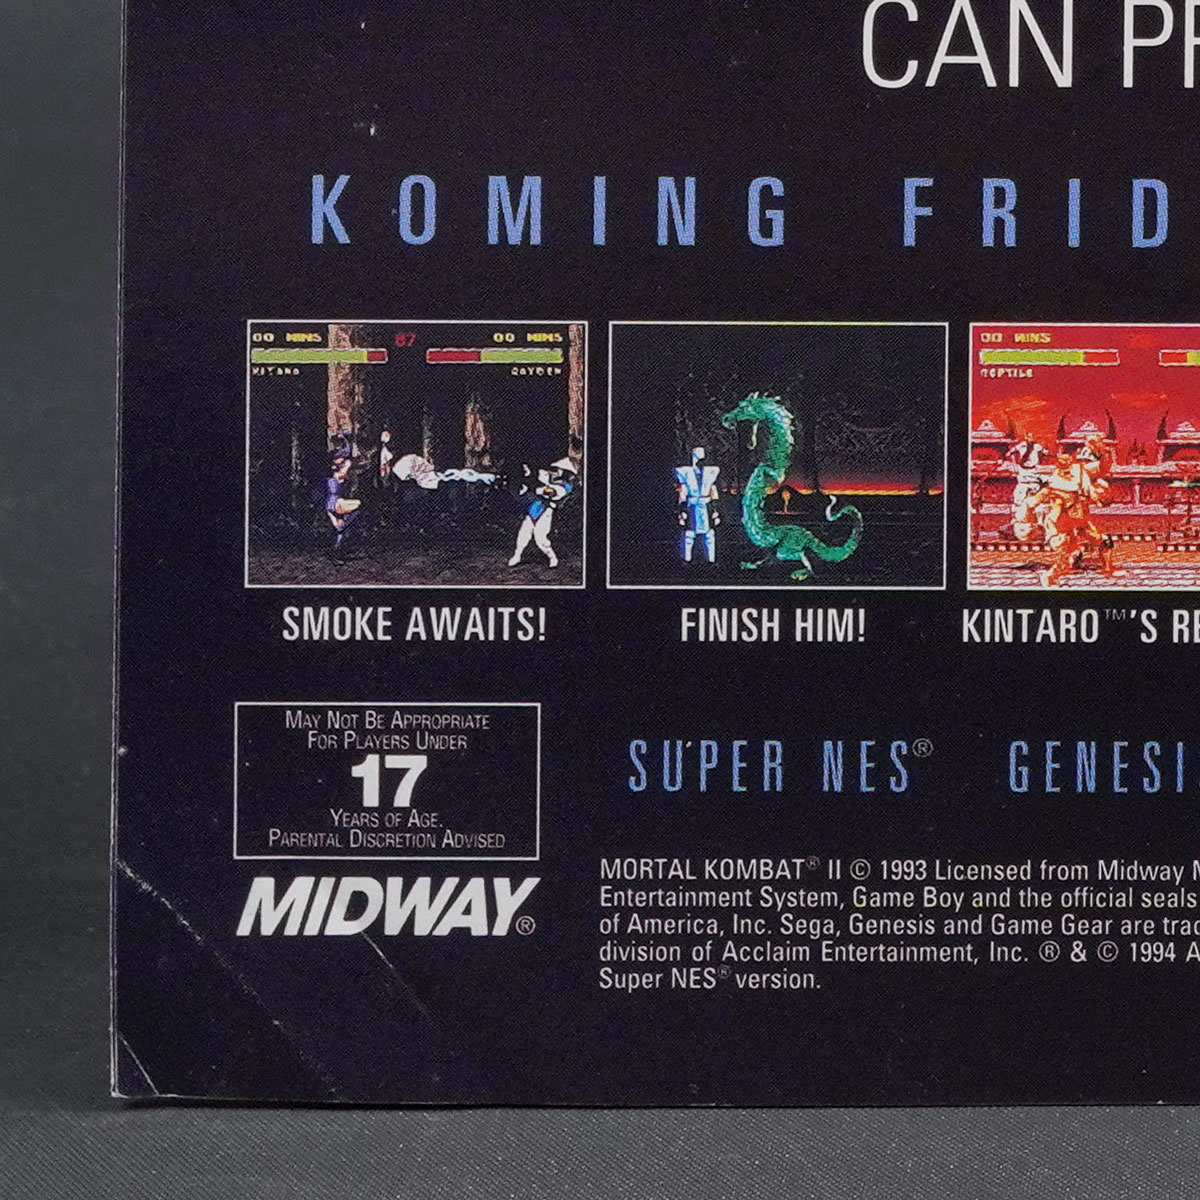 CAN PR
KOMING FRID
00 WINS 87 00 WINS
KITANA RAYDEN
00 WINS
REPTILE
SMOKE AWAITS!
FINISH HIM!
KINTARO™'S RE
MAY NOT BE APPROPRIATE
FOR PLAYERS UNDER
17
YEARS OF AGE.
PARENTAL DISCRETION ADVISED
MIDWAY®
SUPER NES® GENESI
MORTAL KOMBAT® II © 1993 Licensed from Midway M
Entertainment System, Game Boy and the official seals
of America, Inc. Sega, Genesis and Game Gear are trad
division of Acclaim Entertainment, Inc. ® & © 1994 A
Super NES® version.